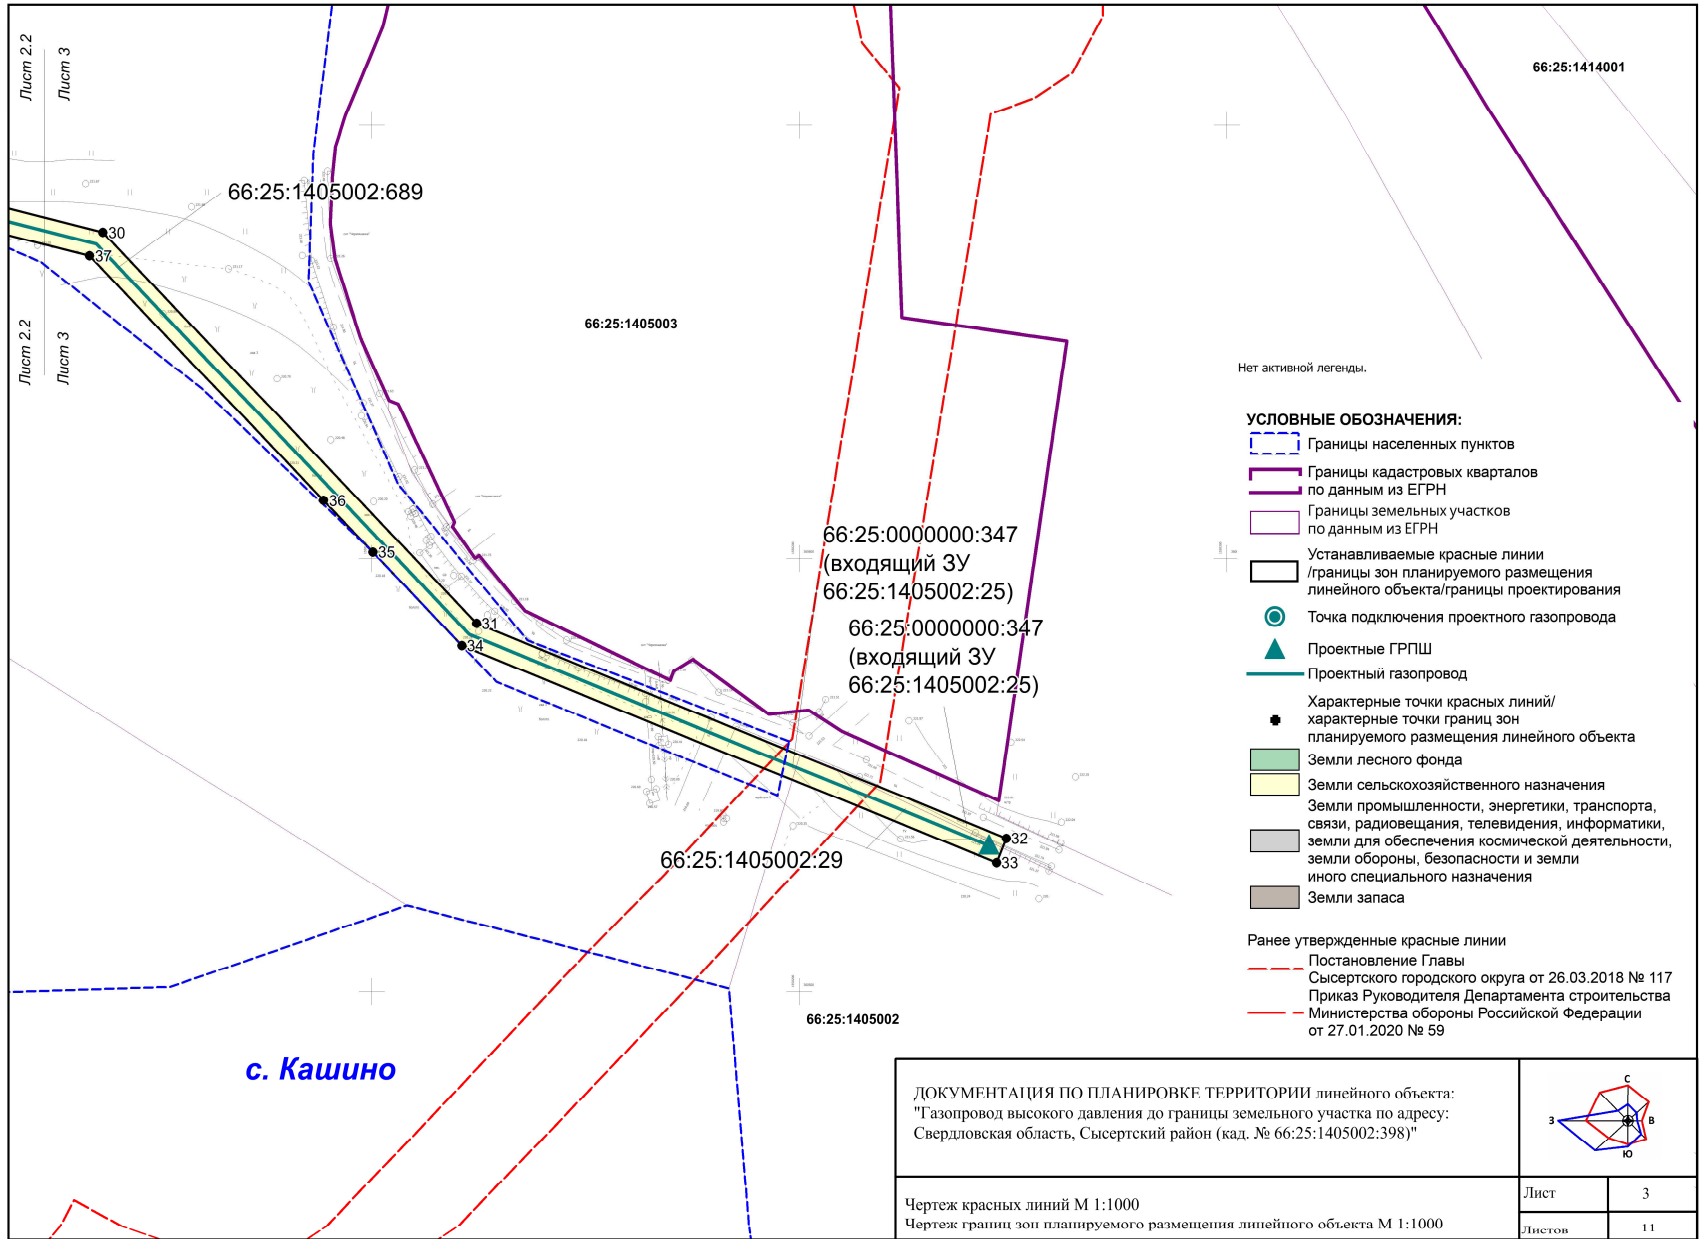 Лист 2.2
Лист 3
66:25:1414001
66:25:1405002:689
30
37
66:25:1405003
Лист 2.2
Лист 3
36
35
31
34
66:25:0000000:347
(входящий ЗУ
66:25:1405002:25)
66:25:0000000:347
(входящий ЗУ
66:25:1405002:25)
32
33
66:25:1405002:29
66:25:1405002
с. Кашино
Нет активной легенды.
УСЛОВНЫЕ ОБОЗНАЧЕНИЯ:
Границы населенных пунктов
Границы кадастровых кварталов
по данным из ЕГРН
Границы земельных участков
по данным из ЕГРН
Устанавливаемые красные линии
/границы зон планируемого размещения
линейного объекта/границы проектирования
Точка подключения проектного газопровода
Проектные ГРПШ
Проектный газопровод
Характерные точки красных линий/
характерные точки границ зон
планируемого размещения линейного объекта
Земли лесного фонда
Земли сельскохозяйственного назначения
Земли промышленности, энергетики, транспорта,
связи, радиовещания, телевидения, информатики,
земли для обеспечения космической деятельности,
земли обороны, безопасности и земли
иного специального назначения
Земли запаса
Ранее утвержденные красные линии
Постановление Главы
Сысертского городского округа от 26.03.2018 № 117
Приказ Руководителя Департамента строительства
Министерства обороны Российской Федерации
от 27.01.2020 № 59
ДОКУМЕНТАЦИЯ ПО ПЛАНИРОВКЕ ТЕРРИТОРИИ линейного объекта:
"Газопровод высокого давления до границы земельного участка по адресу:
Свердловская область, Сысертский район (кад. № 66:25:1405002:398)"
С
З
В
Ю
Чертеж красных линий М 1:1000
Чертеж границ зон планируемого размещения линейного объекта М 1:1000
Лист 3
Листов 11